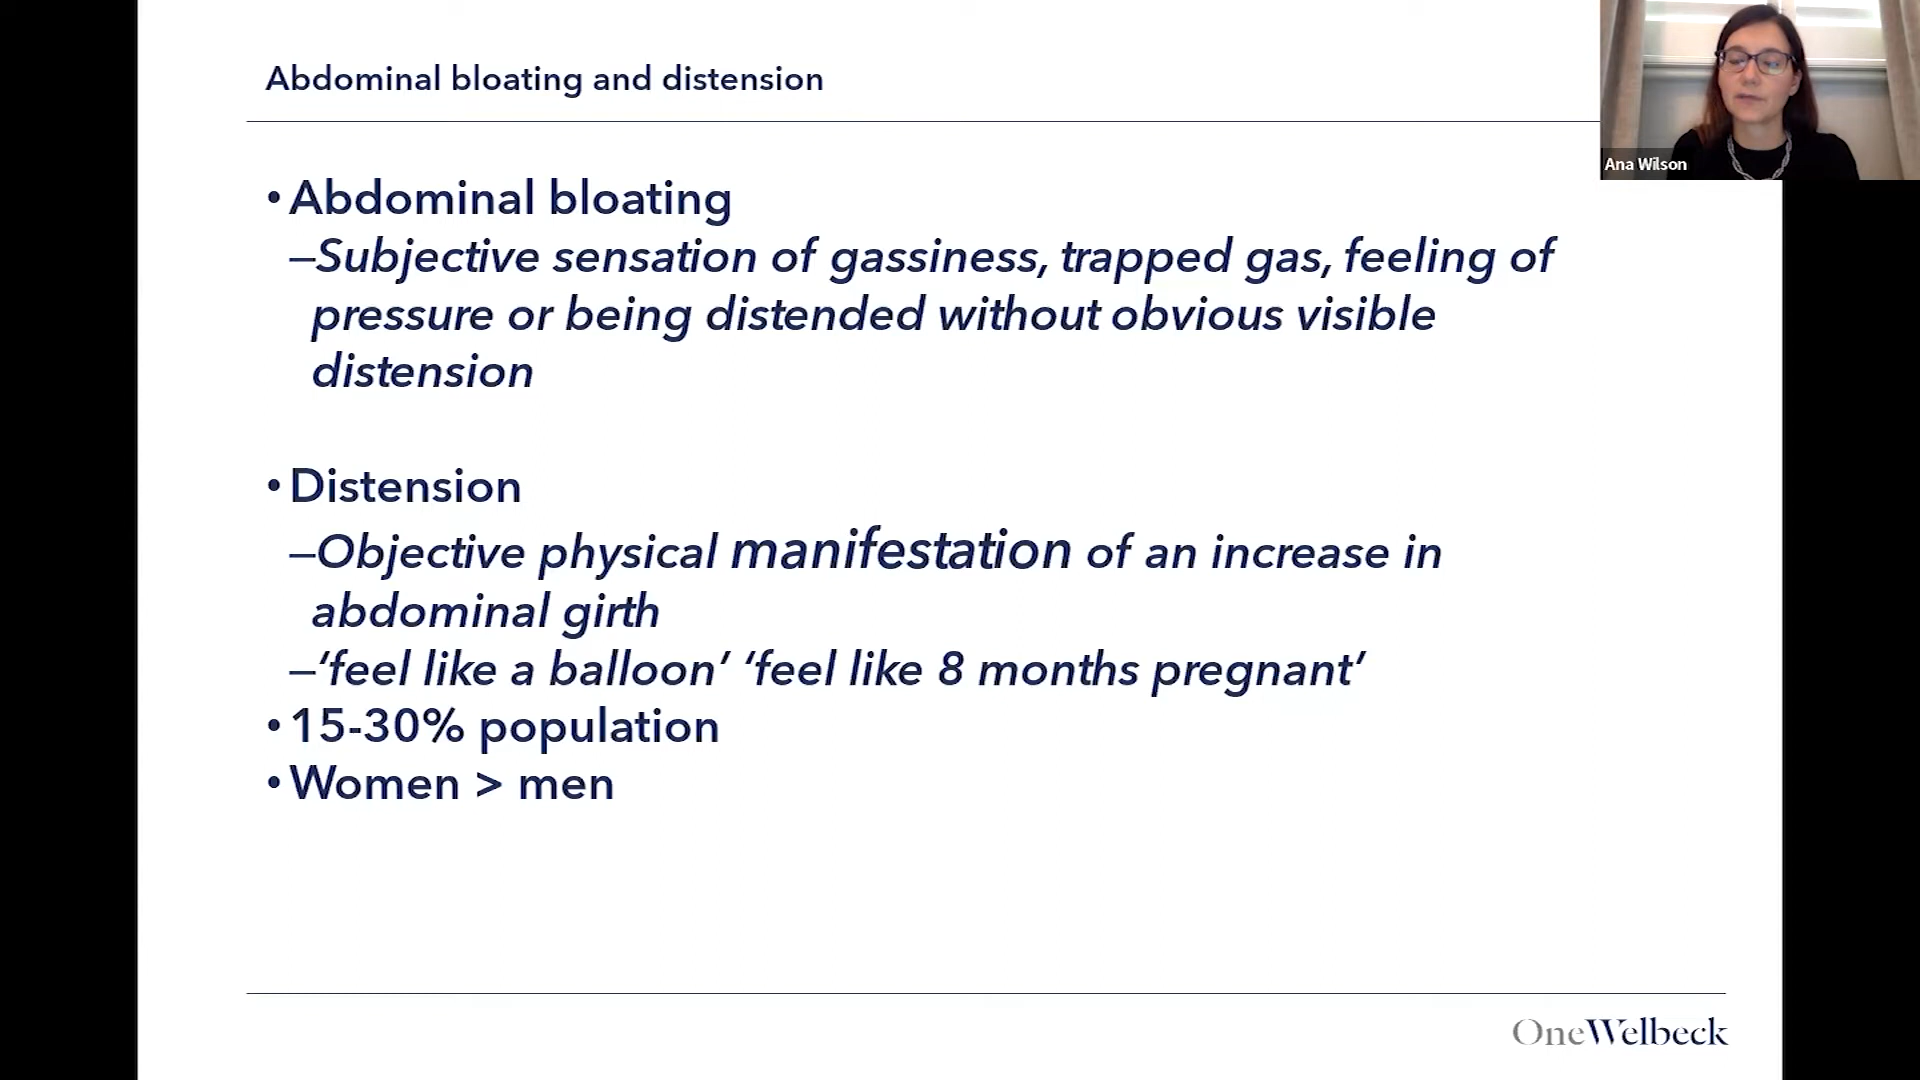 Abdominal bloating and distension
Ana Wilson
• Abdominal bloating
–Subjective sensation of gassiness, trapped gas, feeling of
pressure or being distended without obvious visible
distension
• Distension
–Objective physical manifestation of an increase in
abdominal girth
–‘feel like a balloon’ ‘feel like 8 months pregnant’
• 15-30% population
• Women > men
OneWelbeck